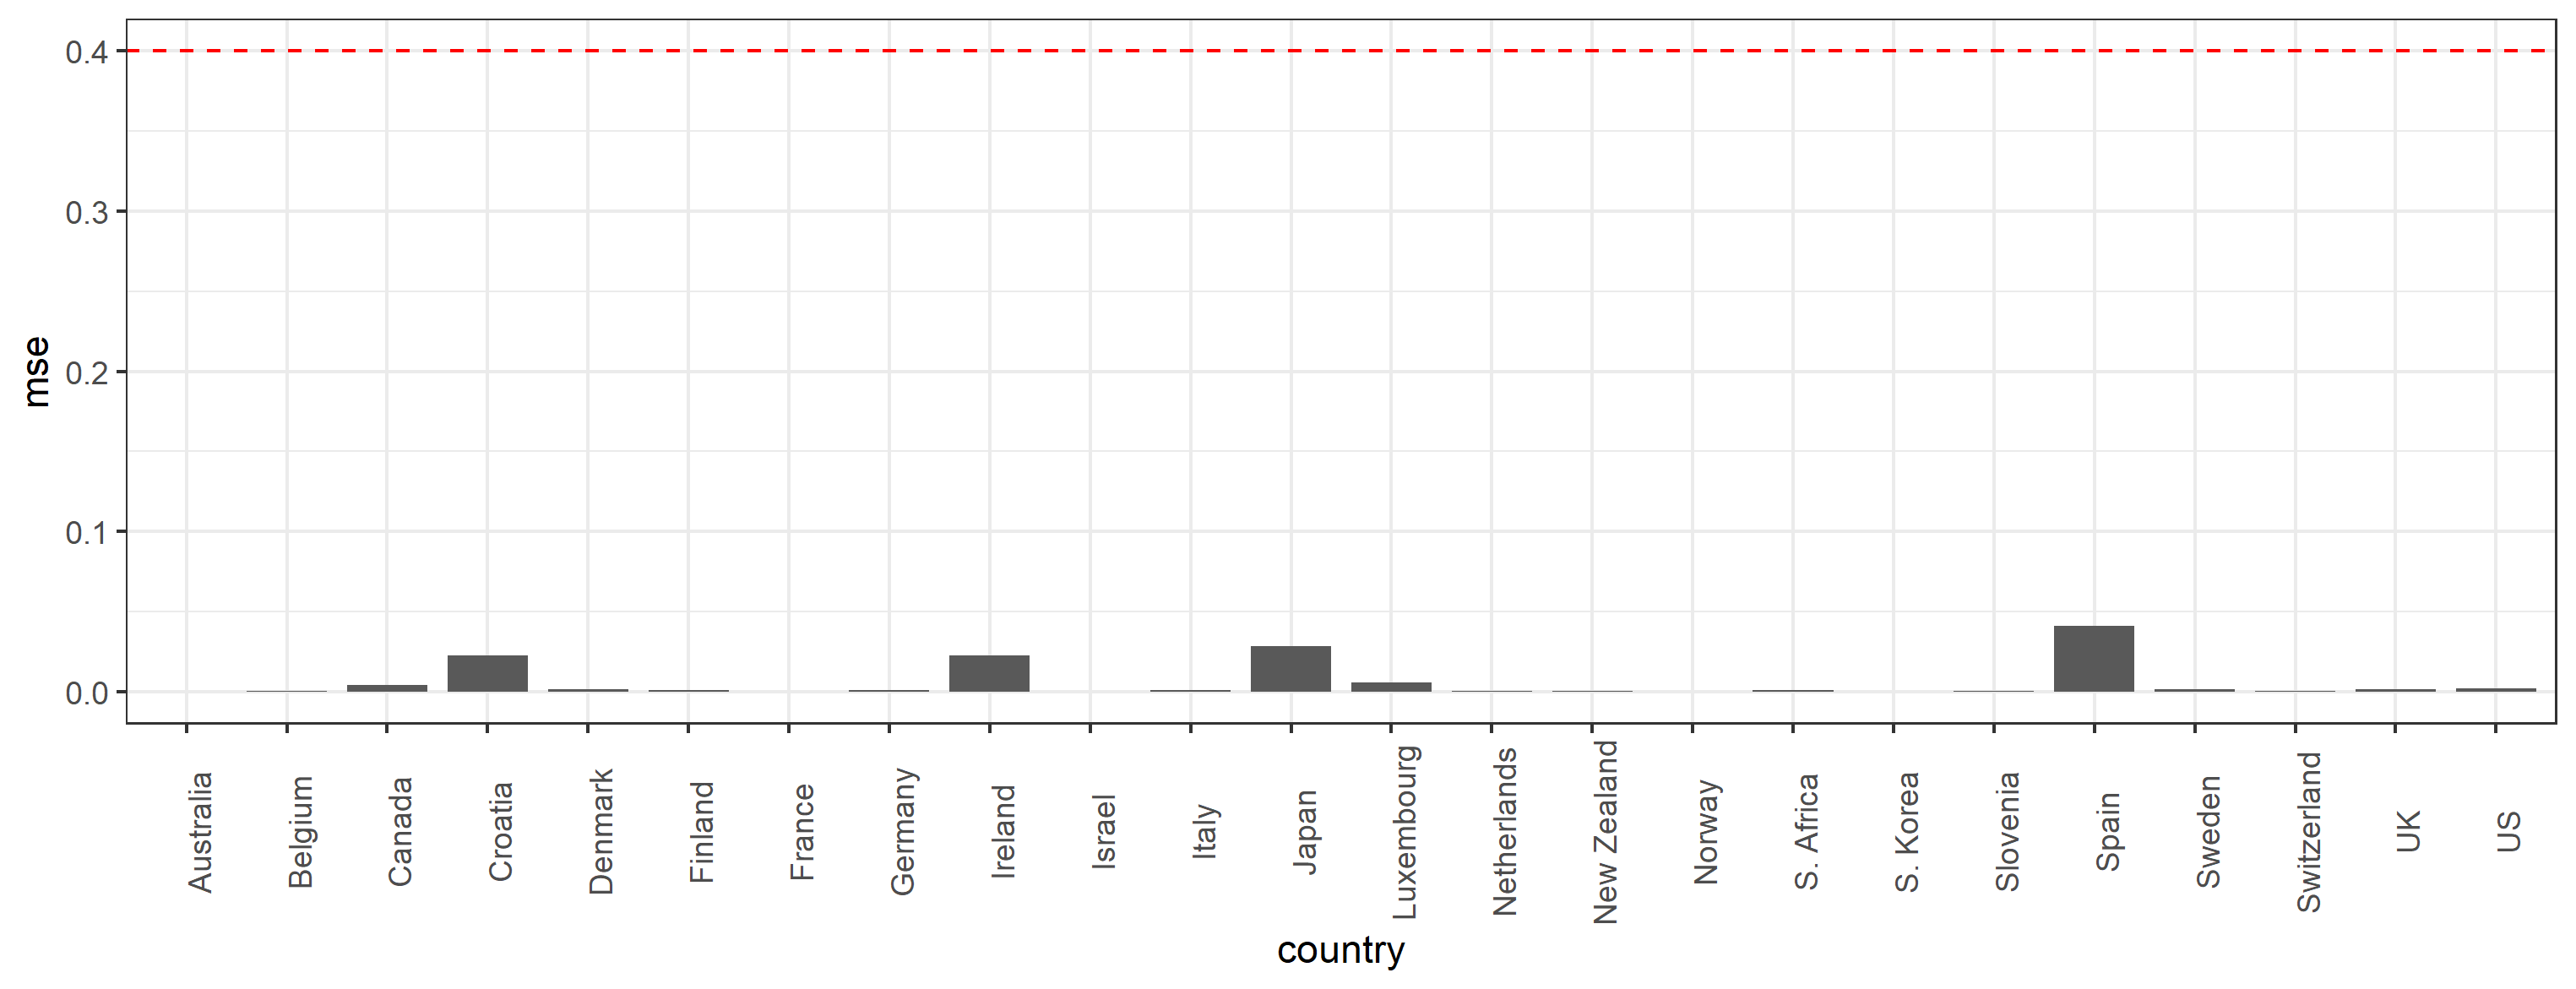 0.4
0.3
0.2
0.1
0.0
mse
Australia
Belgium
Canada
Croatia
Denmark
Finland
France
Germany
Ireland
Israel
Italy
Japan
Luxembourg
Netherlands
New Zealand
Norway
S. Africa
S. Korea
Slovenia
Spain
Sweden
Switzerland
UK
US
country